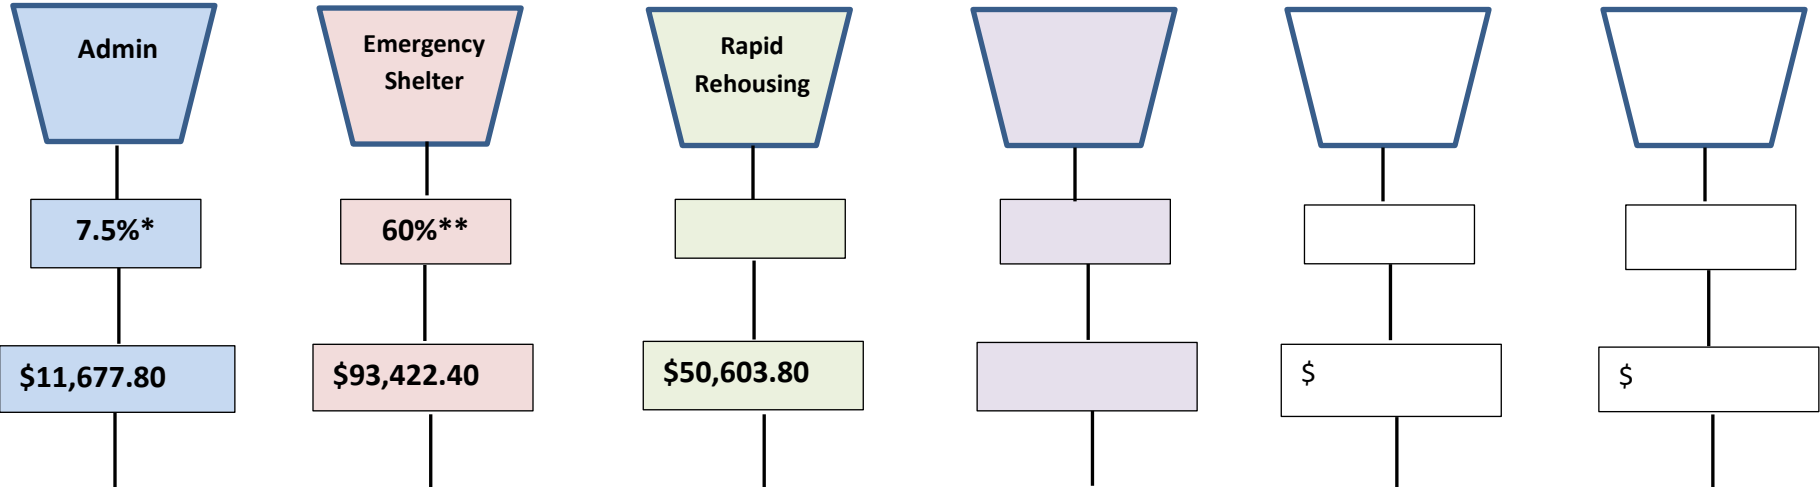 Admin
Emergency
Shelter
Rapid
Rehousing
7.5%*
60%**
$11,677.80
$93,422.40
$50,603.80
$
$